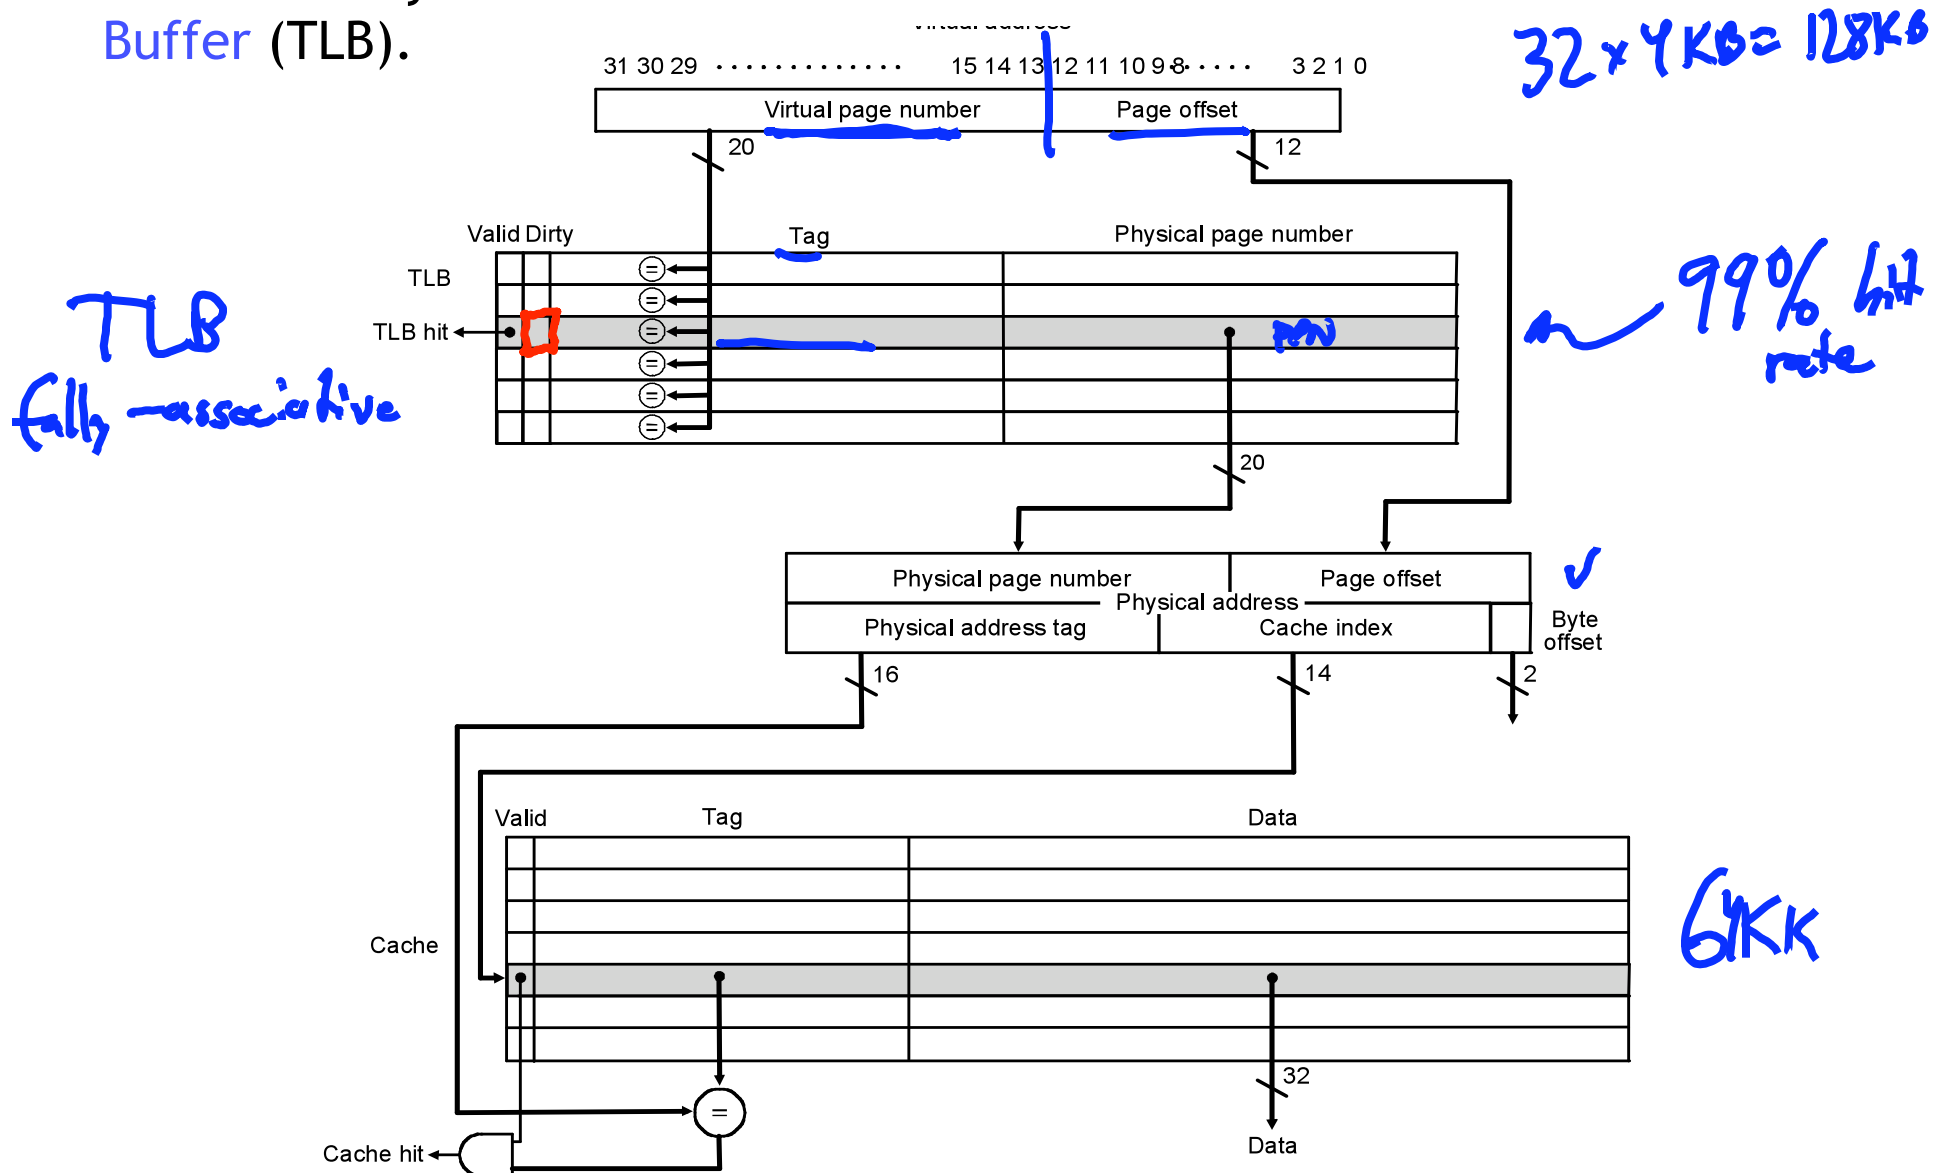 Buffer (TLB).
32 × 4KB = 128KB
31 30 29 ............. 15 14 13 12 11 10 9 8 ...... 3 2 1 0
Virtual page number Page offset
20 12
Valid Dirty Tag Physical page number
TLB
=
=
TLB hit = PPN
=
=
=
TLB
fully-associative
99% hit
rate
20
Physical page number Page offset
Physical address
Physical address tag Cache index
Byte
offset
16 14 2
Valid Tag Data
Cache
64KK
32
=
Cache hit
Data